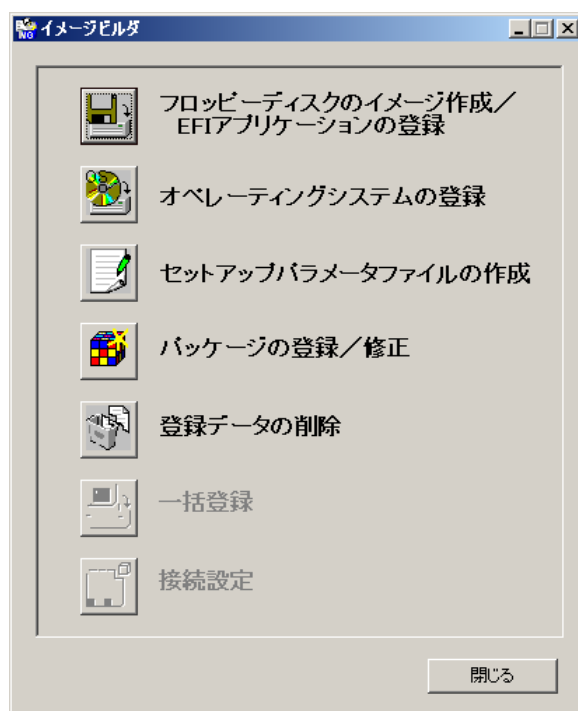 イメージビルダ
フロッピーディスクのイメージ作成／
EFIアプリケーションの登録
オペレーティングシステムの登録
セットアップパラメータファイルの作成
パッケージの登録／修正
登録データの削除
一括登録
接続設定
閉じる